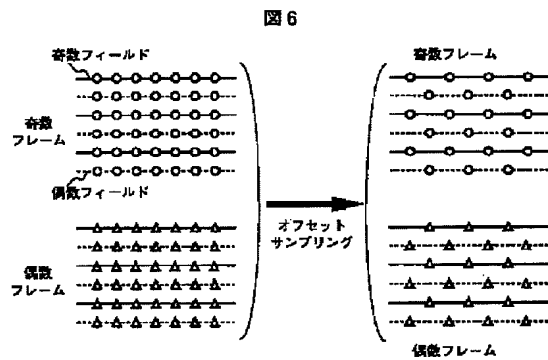 図6
奇数フィールド
奇数
フレーム
偶数フィールド
偶数
フレーム
オフセット
サンプリング
奇数フレーム
偶数フレーム